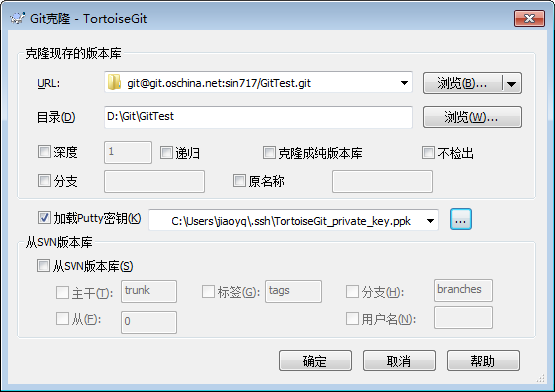 Git克隆 - TortoiseGit
克隆现存的版本库
URL: git@git.oschina.net:sin717/GitTest.git 浏览(B)...
目录(D) D:\Git\GitTest 浏览(W)...
深度 1 递归 克隆成纯版本库 不检出
分支 原名称
加载Putty密钥(K) C:\Users\jiaoyq\.ssh\TortoiseGit_private_key.ppk ...
从SVN版本库
从SVN版本库(S)
主干(T): trunk 标签(G): tags 分支(H): branches
从(F): 0 用户名(N):
确定 取消 帮助